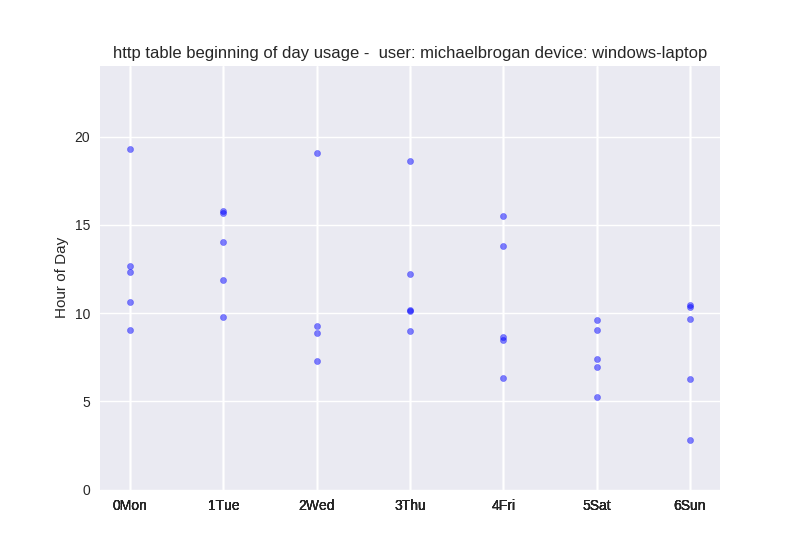 http table beginning of day usage -  user: michaelbrogan device: windows-laptop
20
15
10
5
0
Hour of Day
0Mon 1Tue 2Wed 3Thu 4Fri 5Sat 6Sun